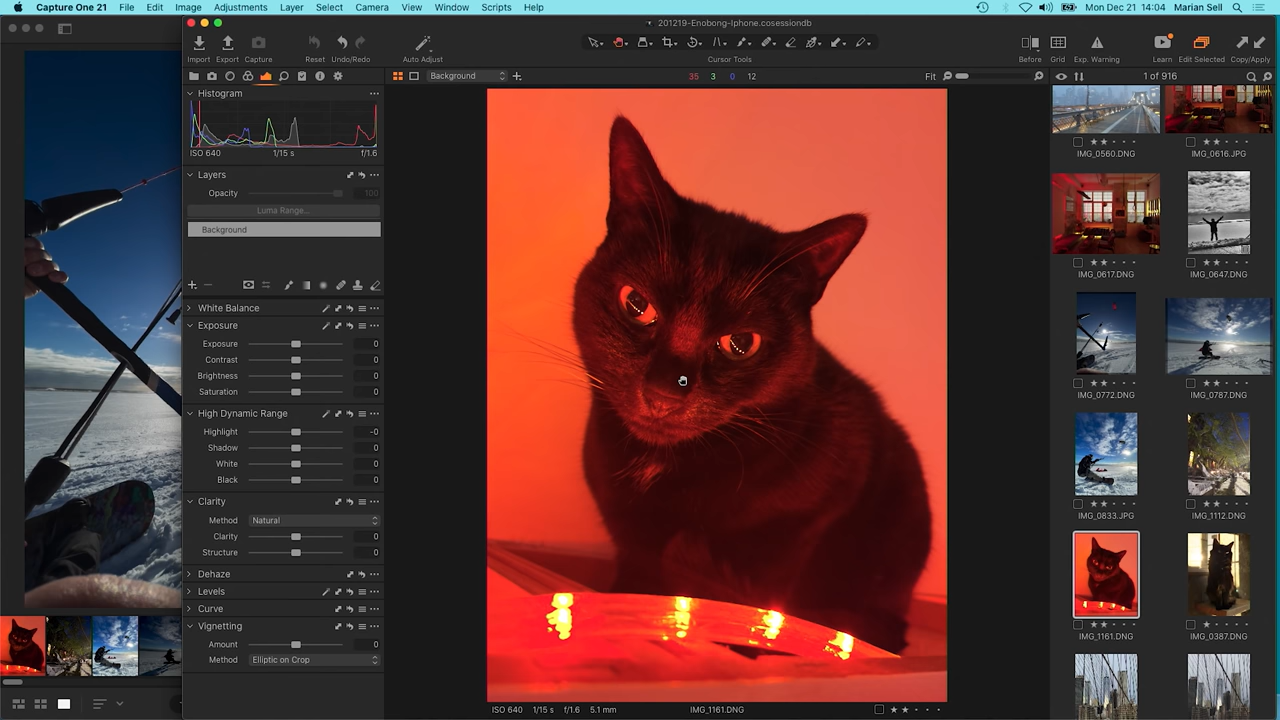 Capture One 21 File Edit Image Adjustments Layer Select Camera View Window Scripts Help Mon Dec 21 14:04 Marian Sell
201219-Enobong-Iphone.cosessiondb
Import Export Capture Reset Undo/Redo Auto Adjust Cursor Tools Before Grid Exp. Warning Learn Edit Selected Copy/Apply
Background 35 3 0 12 Fit 1 of 916
Histogram
ISO 640 1/15 s f/1.6
Layers
Opacity 100
Luma Range...
Background
White Balance
Exposure
Exposure 0
Contrast 0
Brightness 0
Saturation 0
High Dynamic Range
Highlight -0
Shadow 0
White 0
Black 0
Clarity
Method Natural
Clarity 0
Structure 0
Dehaze
Levels
Curve
Vignetting
Amount 0
Method Elliptic on Crop
ISO 640 1/15 s f/1.6 5.1 mm IMG_1161.DNG
IMG_0560.DNG IMG_0616.JPG
IMG_0617.DNG IMG_0647.DNG
IMG_0772.DNG IMG_0787.DNG
IMG_0833.JPG IMG_1112.DNG
IMG_1161.DNG IMG_0387.DNG